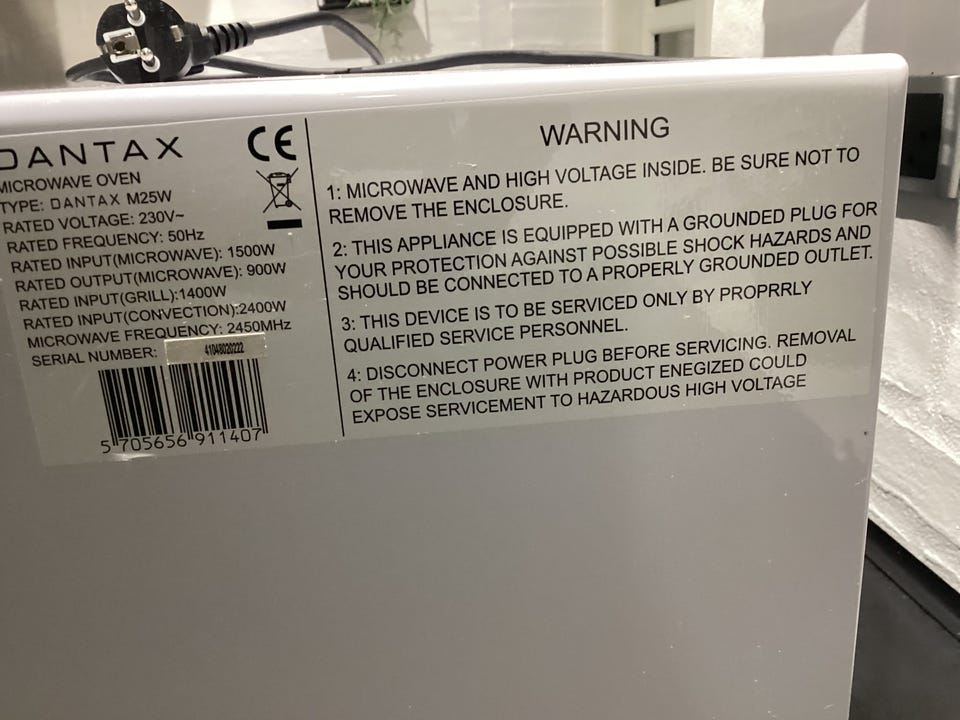 DANTAX
MICROWAVE OVEN
TYPE: DANTAX M25W
RATED VOLTAGE: 230V~
RATED FREQUENCY: 50Hz
RATED INPUT(MICROWAVE): 1500W
RATED OUTPUT(MICROWAVE): 900W
RATED INPUT(GRILL):1400W
RATED INPUT(CONVECTION):2400W
MICROWAVE FREQUENCY: 2450MHz
SERIAL NUMBER: 41048020222
5 705656 911407
CE
WARNING
1: MICROWAVE AND HIGH VOLTAGE INSIDE. BE SURE NOT TO
REMOVE THE ENCLOSURE.
2: THIS APPLIANCE IS EQUIPPED WITH A GROUNDED PLUG FOR
YOUR PROTECTION AGAINST POSSIBLE SHOCK HAZARDS AND
SHOULD BE CONNECTED TO A PROPERLY GROUNDED OUTLET.
3: THIS DEVICE IS TO BE SERVICED ONLY BY PROPRRLY
QUALIFIED SERVICE PERSONNEL.
4: DISCONNECT POWER PLUG BEFORE SERVICING. REMOVAL
OF THE ENCLOSURE WITH PRODUCT ENEGIZED COULD
EXPOSE SERVICEMENT TO HAZARDOUS HIGH VOLTAGE